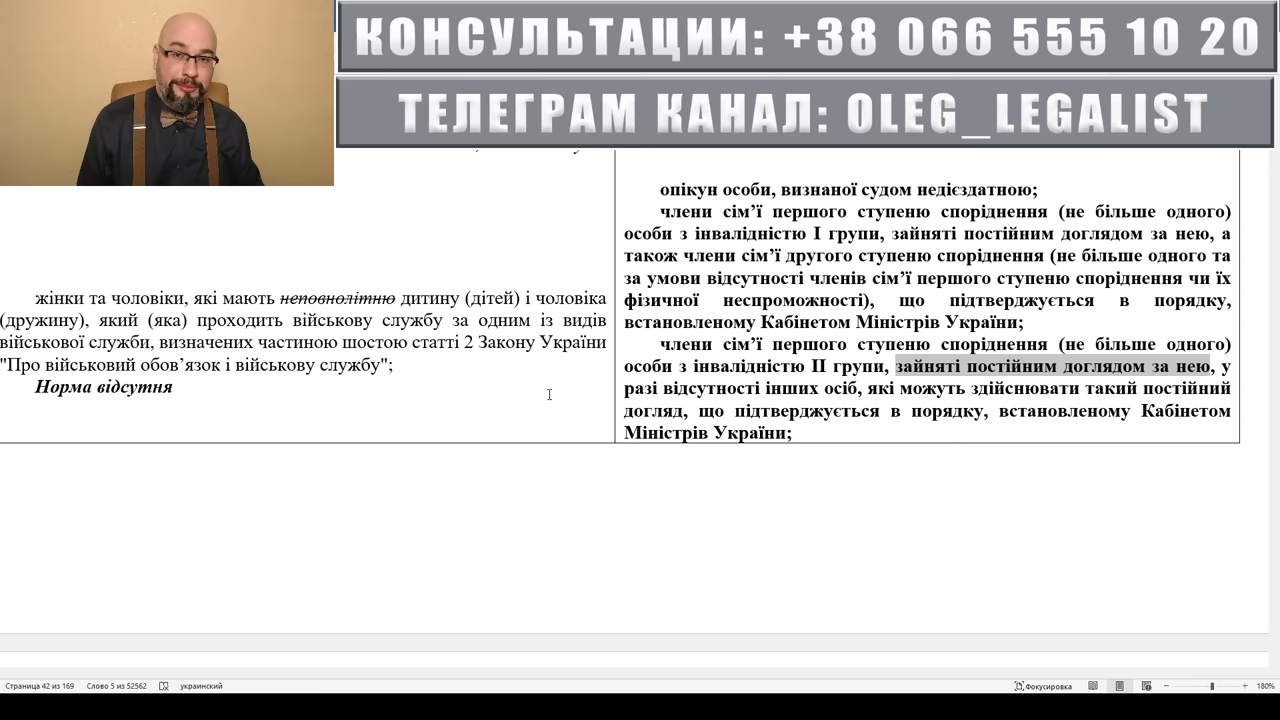 КОНСУЛЬТАЦИИ: +38 066 555 10 20
ТЕЛЕГРАМ КАНАЛ: OLEG_LEGALIST
жінки та чоловіки, які мають неповнолітню дитину (дітей) і чоловіка
(дружину), який (яка) проходить військову службу за одним із видів
військової служби, визначених частиною шостою статті 2 Закону України
"Про військовий обов’язок і військову службу";
Норма відсутня
опікун особи, визнаної судом недієздатною;
члени сім’ї першого ступеню споріднення (не більше одного)
особи з інвалідністю I групи, зайняті постійним доглядом за нею, а
також члени сім’ї другого ступеню споріднення (не більше одного та
за умови відсутності членів сім’ї першого ступеню споріднення чи їх
фізичної неспроможності), що підтверджується в порядку,
встановленому Кабінетом Міністрів України;
члени сім’ї першого ступеню споріднення (не більше одного)
особи з інвалідністю II групи, зайняті постійним доглядом за нею, у
разі відсутності інших осіб, які можуть здійснювати такий постійний
догляд, що підтверджується в порядку, встановленому Кабінетом
Міністрів України;
Страница 42 из 169 Слово 5 из 52562 украинский Фокусировка 180%